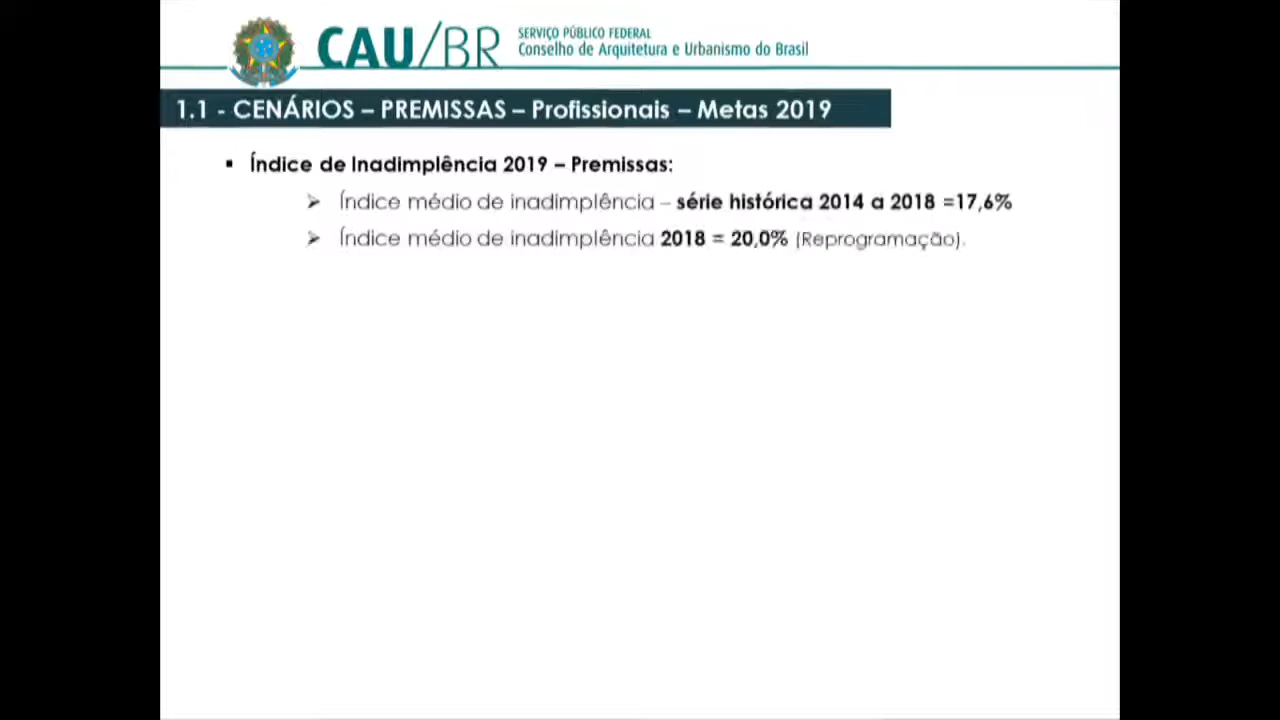 CAU/BR
SERVIÇO PÚBLICO FEDERAL
Conselho de Arquitetura e Urbanismo do Brasil
1.1 - CENÁRIOS – PREMISSAS – Profissionais – Metas 2019
▪ Índice de Inadimplência 2019 – Premissas:
➢ Índice médio de inadimplência – série histórica 2014 a 2018 =17,6%
➢ Índice médio de inadimplência 2018 = 20,0% (Reprogramação).